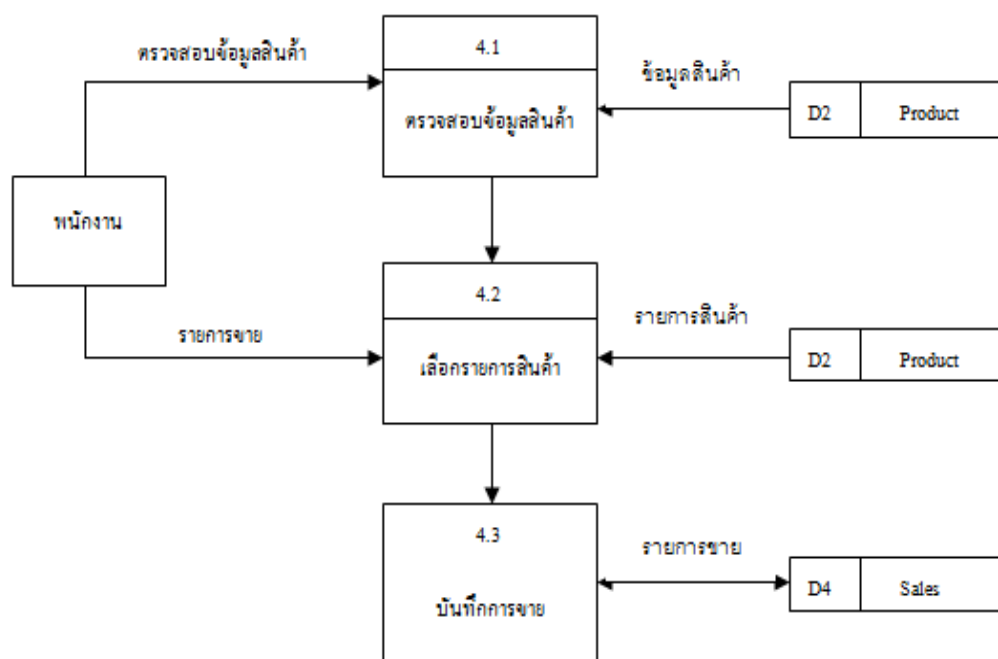 ตรวจสอบข้อมูลสินค้า
4.1
ตรวจสอบข้อมูลสินค้า
ข้อมูลสินค้า
D2 Product
พนักงาน
รายการขาย
4.2
เลือกรายการสินค้า
รายการสินค้า
D2 Product
4.3
บันทึกการขาย
รายการขาย
D4 Sales